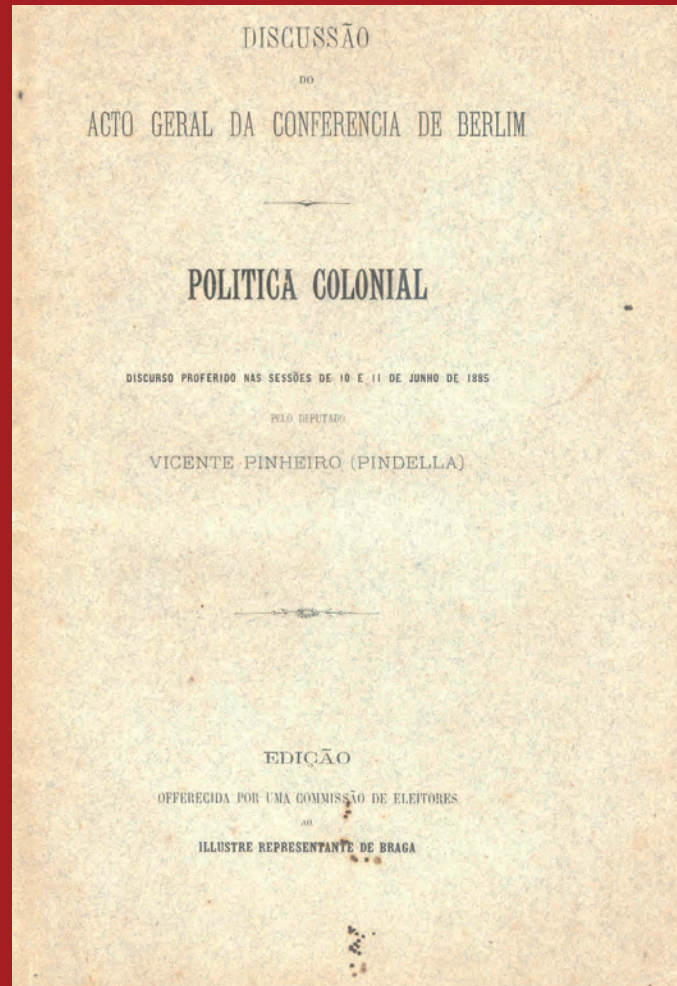 DISCUSSÃO
DO
ACTO GERAL DA CONFERENCIA DE BERLIM
POLITICA COLONIAL
DISCURSO PROFERIDO NAS SESSÕES DE 10 E 11 DE JUNHO DE 1885
PELO DEPUTADO
VICENTE PINHEIRO (PINDELLA)
EDIÇÃO
OFFERECIDA POR UMA COMMISSÃO DE ELEITORES
AO
ILLUSTRE REPRESENTANTE DE BRAGA